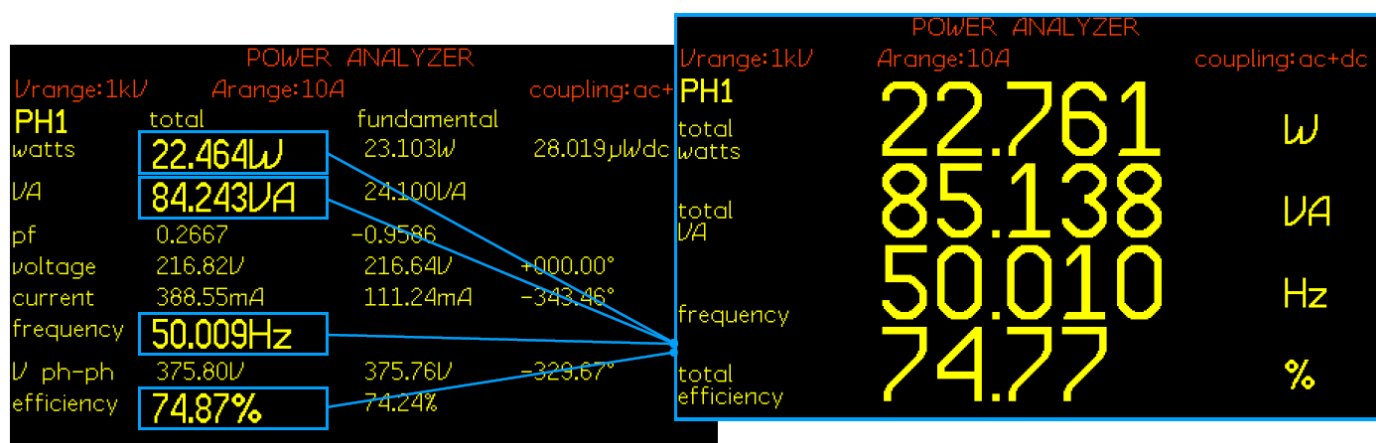 POWER ANALYZER
Vrange:1kV Arange:10A coupling:ac+
PH1 total fundamental
watts 22.464W 23.103W 28.019µWdc
VA 84.243VA 24.100VA
pf 0.2667 -0.9586
voltage 216.82V 216.64V +000.00°
current 388.55mA 111.24mA -343.46°
frequency 50.009Hz
V ph-ph 375.80V 375.76V -329.67°
efficiency 74.87% 74.24%
POWER ANALYZER
Vrange:1kV Arange:10A coupling:ac+dc
PH1
total watts 22.761 W
total VA 85.138 VA
frequency 50.010 Hz
total efficiency 74.77 %